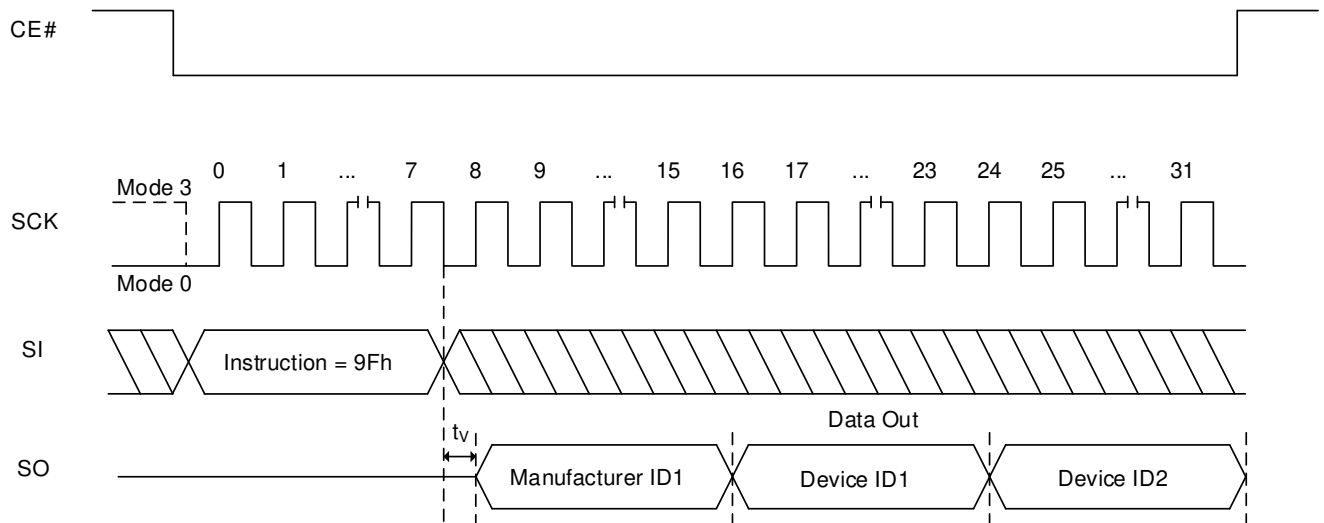 CE#
0 1 ... 7 8 9 ... 15 16 17 ... 23 24 25 ... 31
Mode 3
SCK
Mode 0
SI
Instruction = 9Fh
Data Out
tV
SO
Manufacturer ID1
Device ID1
Device ID2